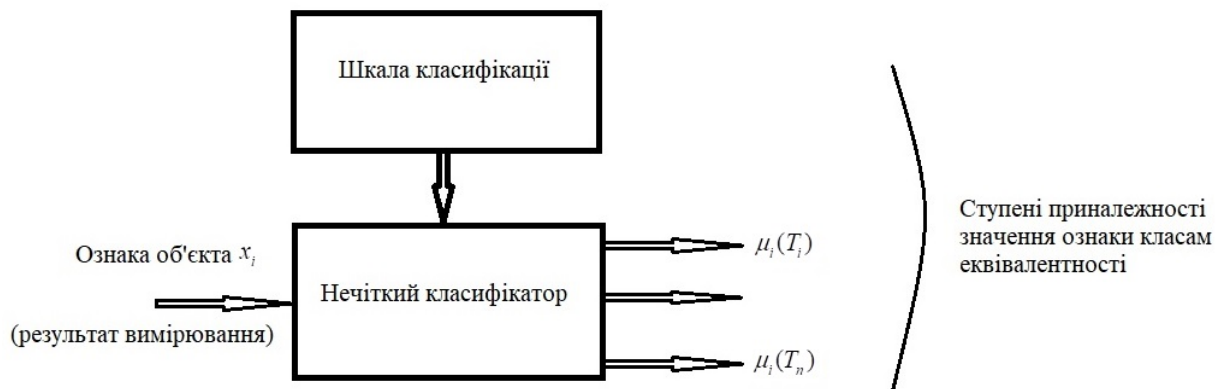 Шкала класифікації
Ознака об'єкта x_i
(результат вимірювання)
Нечіткий класифікатор
μ_i(T_i)
μ_i(T_n)
Ступені приналежності
значення ознаки класам
еквівалентності